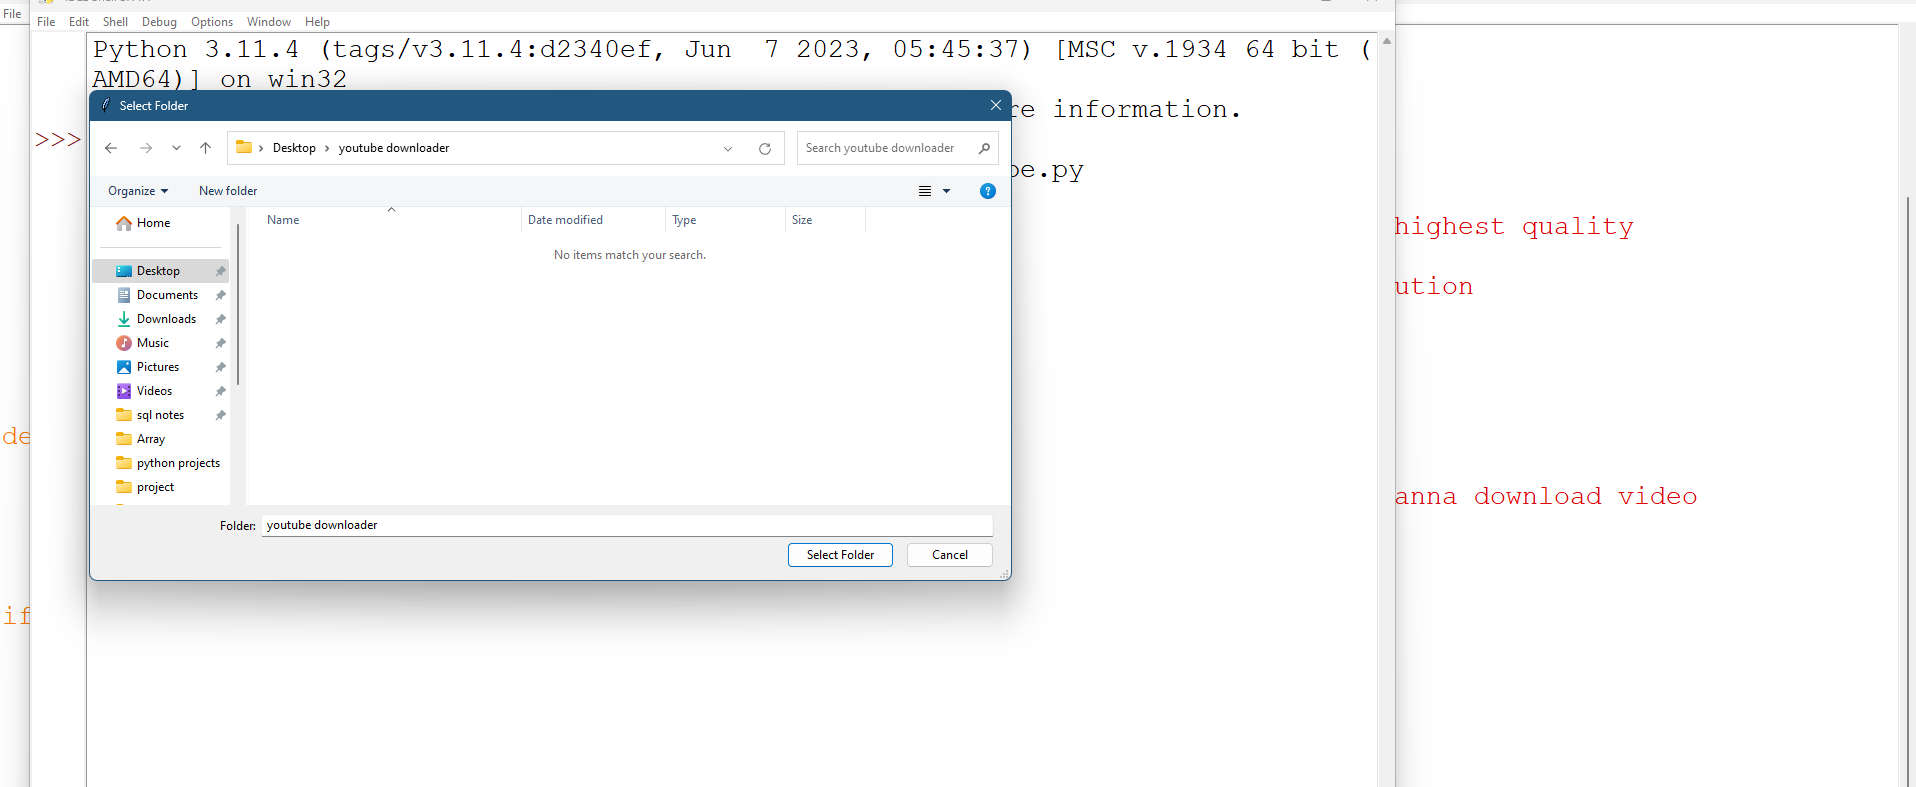 File
File Edit Shell Debug Options Window Help
Python 3.11.4 (tags/v3.11.4:d2340ef, Jun  7 2023, 05:45:37) [MSC v.1934 64 bit (
AMD64)] on win32
Select Folder
re information.
>>>
Desktop > youtube downloader
Search youtube downloader
be.py
Organize
New folder
?
Home
Name
Date modified
Type
Size
highest quality
No items match your search.
Desktop
ution
Documents
Downloads
Music
Pictures
Videos
sql notes
de
Array
python projects
project
anna download video
Folder: youtube downloader
Select Folder
Cancel
if